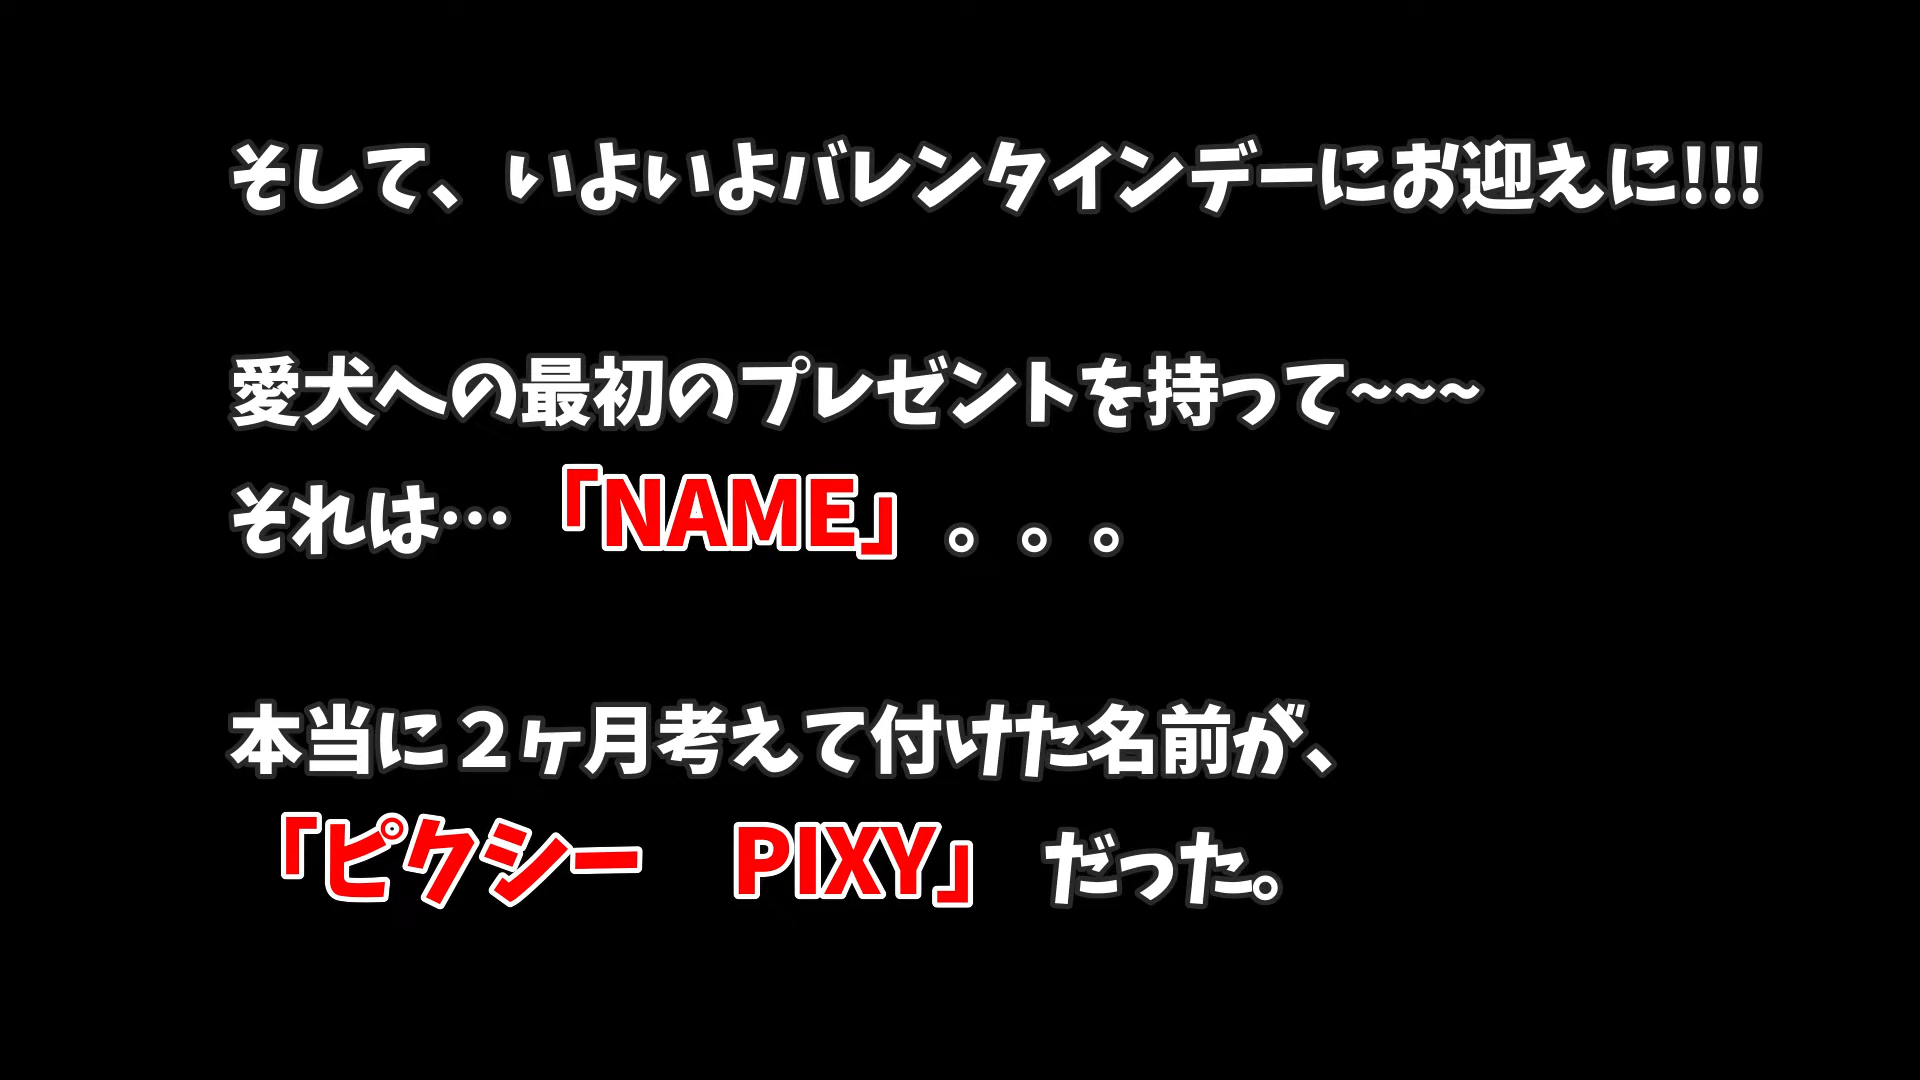 そして、いよいよバレンタインデーにお迎えに!!!
愛犬への最初のプレゼントを持って~~~
それは…「NAME」。。。
本当に２ヶ月考えて付けた名前が、
「ピクシー　PIXY」だった。